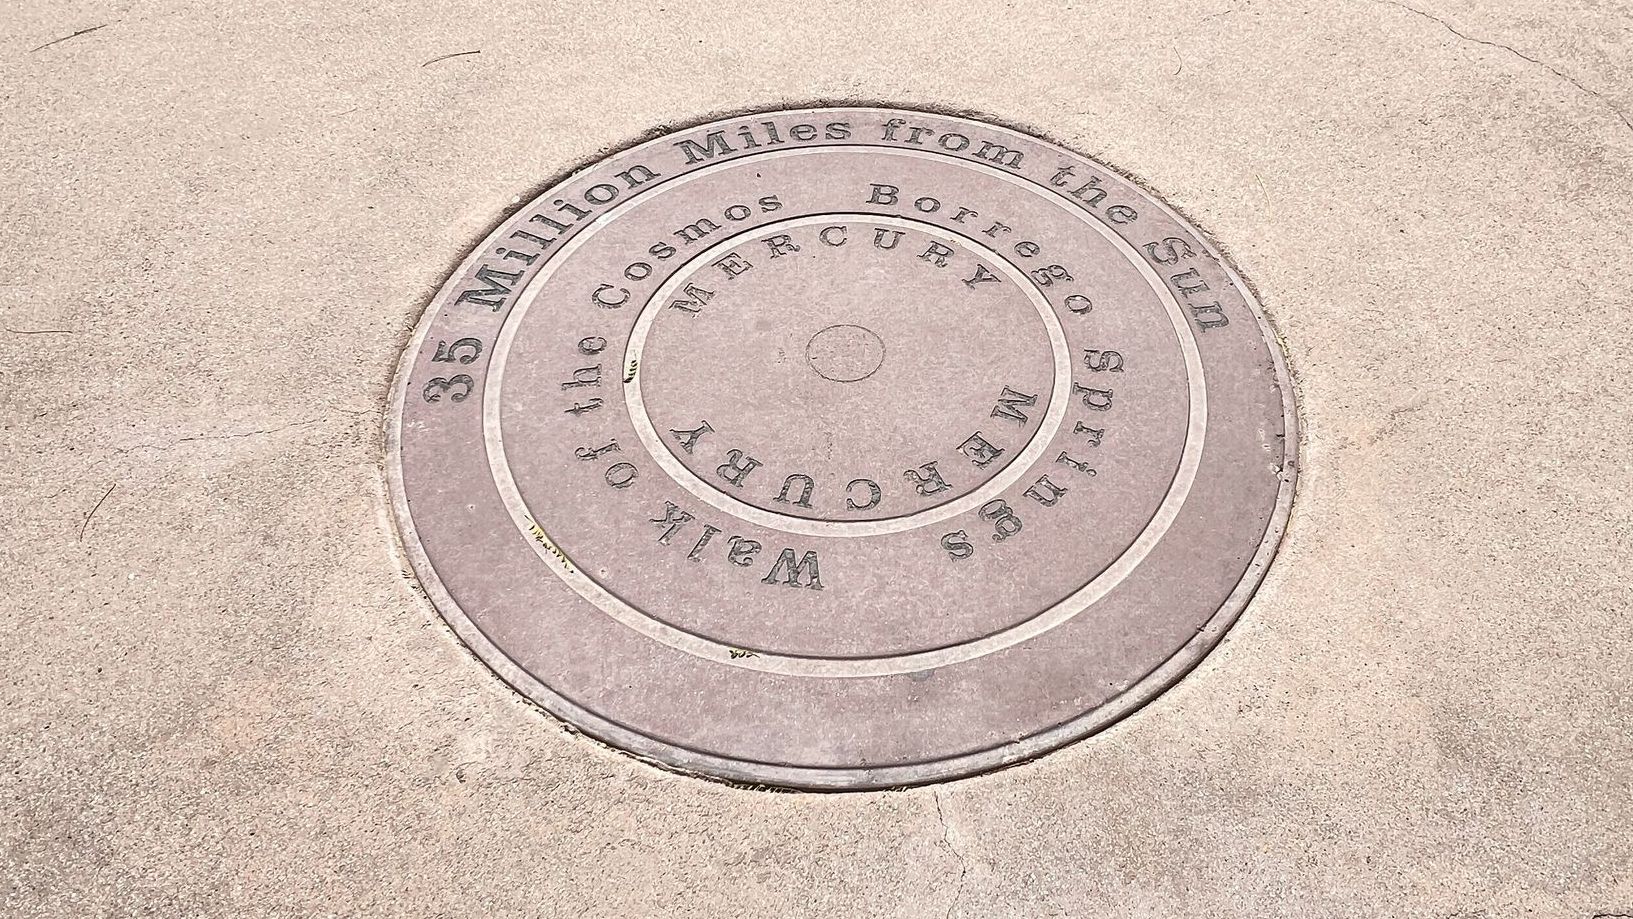 35 Million Miles from the Sun
Walk of the Cosmos Borrego Springs
MERCURY
MERCURY